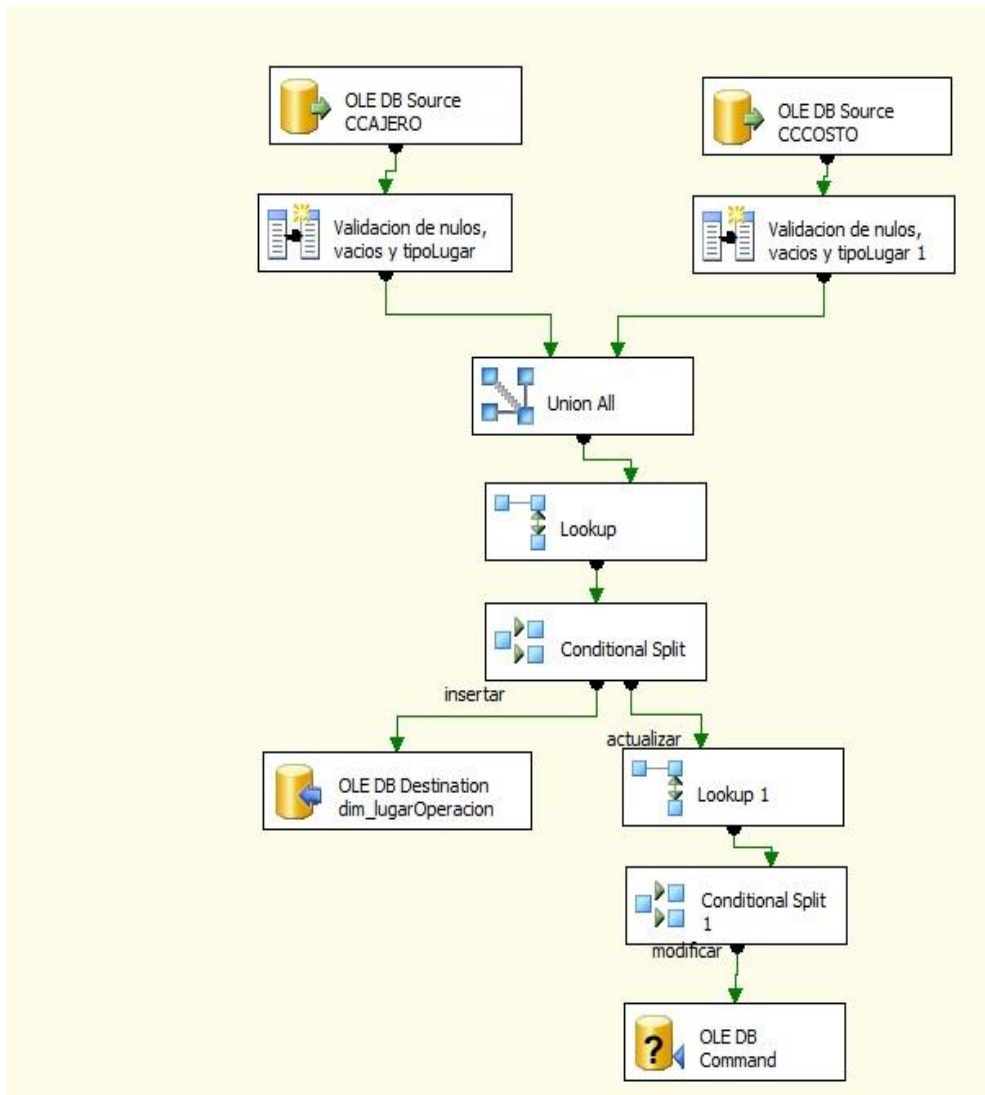 OLE DB Source
CCAJERO
OLE DB Source
CCCOSTO
Validacion de nulos,
vacios y tipoLugar
Validacion de nulos,
vacios y tipoLugar 1
Union All
Lookup
Conditional Split
insertar
actualizar
OLE DB Destination
dim_lugarOperacion
Lookup 1
Conditional Split
1
modificar
OLE DB
Command
?